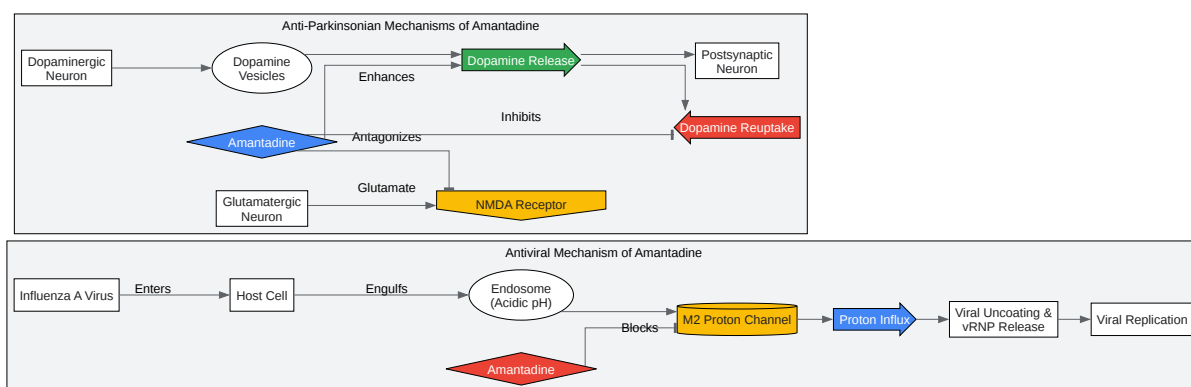 Anti-Parkinsonian Mechanisms of Amantadine
Dopaminergic
Neuron
Dopamine
Vesicles
Dopamine Release
Postsynaptic
Neuron
Enhances
Inhibits
Dopamine Reuptake
Amantadine
Antagonizes
Glutamate
Glutamatergic
Neuron
NMDA Receptor
Antiviral Mechanism of Amantadine
Influenza A Virus
Enters
Host Cell
Engulfs
Endosome
(Acidic pH)
Blocks
M2 Proton Channel
Proton Influx
Viral Uncoating &
vRNP Release
Viral Replication
Amantadine